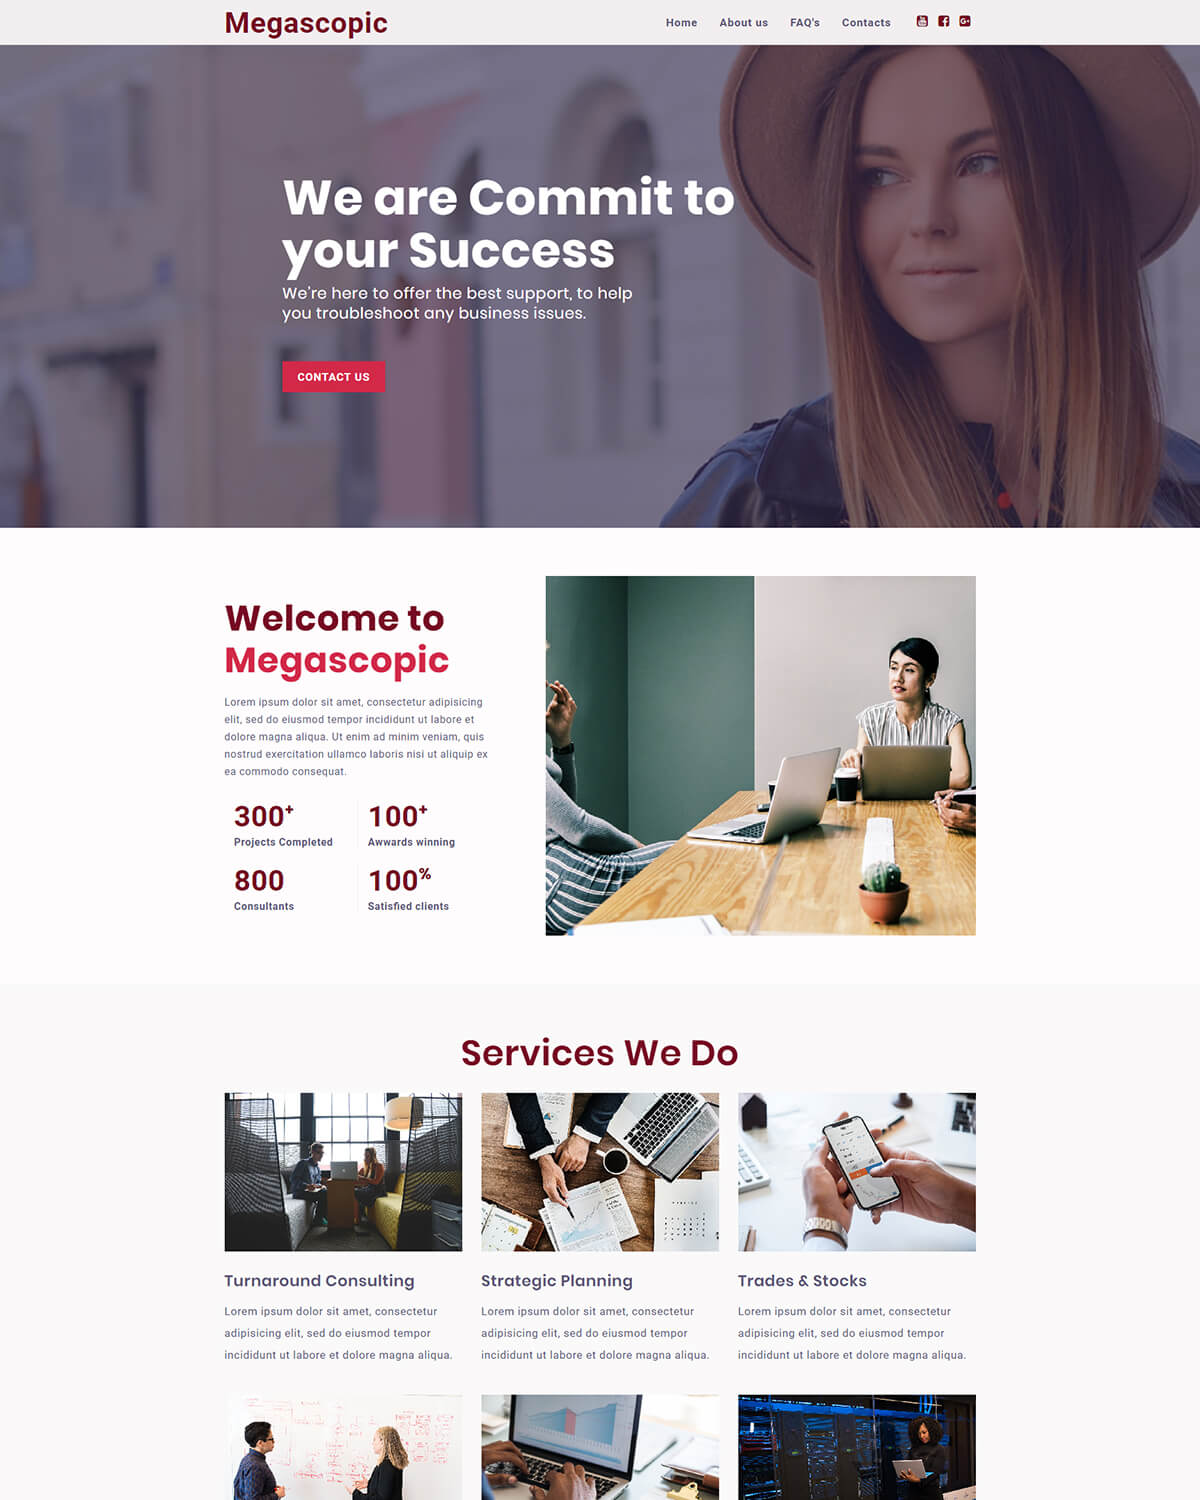 Megascopic
Home About us FAQ's Contacts
We are Commit to
your Success
We're here to offer the best support, to help
you troubleshoot any business issues.
CONTACT US
Welcome to
Megascopic
Lorem ipsum dolor sit amet, consectetur adipisicing
elit, sed do eiusmod tempor incididunt ut labore et
dolore magna aliqua. Ut enim ad minim veniam, quis
nostrud exercitation ullamco laboris nisi ut aliquip ex
ea commodo consequat.
300+ 100+
Projects Completed Awwards winning
800 100%
Consultants Satisfied clients
Services We Do
Turnaround Consulting Strategic Planning Trades & Stocks
Lorem ipsum dolor sit amet, consectetur
adipisicing elit, sed do eiusmod tempor
incididunt ut labore et dolore magna aliqua.
Lorem ipsum dolor sit amet, consectetur
adipisicing elit, sed do eiusmod tempor
incididunt ut labore et dolore magna aliqua.
Lorem ipsum dolor sit amet, consectetur
adipisicing elit, sed do eiusmod tempor
incididunt ut labore et dolore magna aliqua.